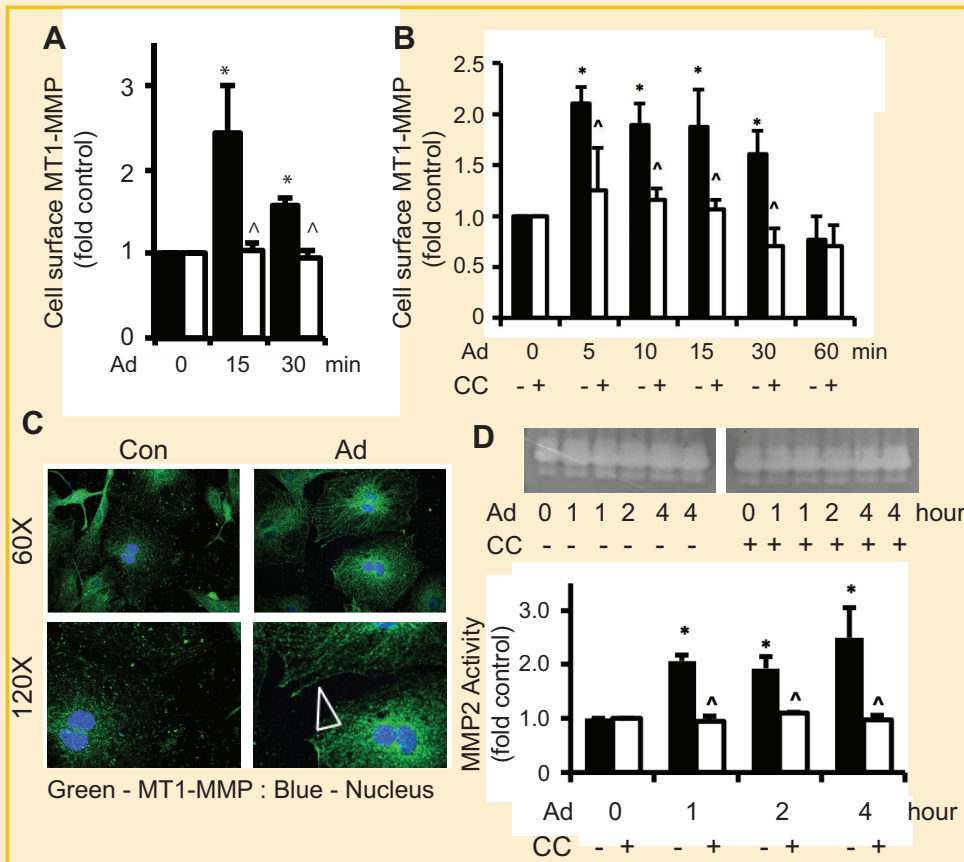 A
Cell surface MT1-MMP
(fold control)
3
2
1
0
*
*
^
^
Ad 0 15 30 min
B
Cell surface MT1-MMP
(fold control)
2.5
2.0
1.5
1.0
0.5
0.0
*
*
*
*
^
^
^
^
Ad 0 5 10 15 30 60 min
CC - + - + - + - + - + - +
C
Con Ad
60X
120X
Green - MT1-MMP : Blue - Nucleus
D
Ad 0 1 1 2 4 4 0 1 1 2 4 4 hour
CC - - - - - - + + + + + +
MMP2 Activity
(fold control)
3.0
2.0
1.0
0
*
*
*
^
^
^
Ad 0 1 2 4 hour
CC - + - + - + - +